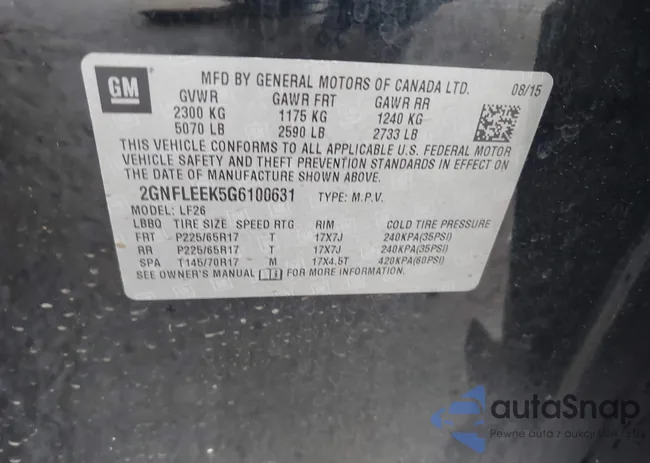 GM
MFD BY GENERAL MOTORS OF CANADA LTD. 08/15
GVWR GAWR FRT GAWR RR
2300 KG 1175 KG 1240 KG
5070 LB 2590 LB 2733 LB
THIS VEHICLE CONFORMS TO ALL APPLICABLE U.S. FEDERAL MOTOR
VEHICLE SAFETY AND THEFT PREVENTION STANDARDS IN EFFECT ON
THE DATE OF MANUFACTURE SHOWN ABOVE.
2GNFLEEK5G6100631 TYPE: M.P.V.
MODEL: LF26
LBBQ TIRE SIZE SPEED RTG RIM COLD TIRE PRESSURE
FRT P225/65R17 T 17X7J 240KPA(35PSI)
RR P225/65R17 T 17X7J 240KPA(35PSI)
SPA T145/70R17 M 17X4.5T 420KPA(60PSI)
SEE OWNER'S MANUAL FOR MORE INFORMATION.
autaSnap
Pewne auta z aukcji w